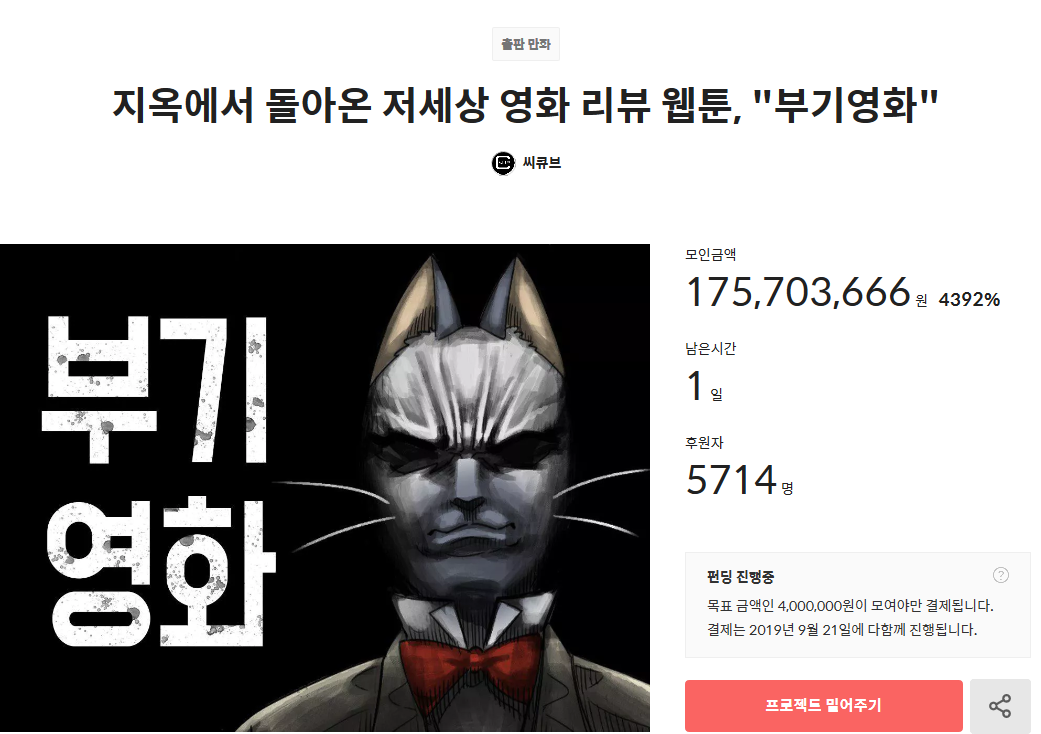 출판 만화
지옥에서 돌아온 저세상 영화 리뷰 웹툰, "부기영화"
씨큐브
부기
영화
모인금액
175,703,666 원 4392%
남은시간
1 일
후원자
5714 명
펀딩 진행중 ?
목표 금액인 4,000,000원이 모여야만 결제됩니다.
결제는 2019년 9월 21일에 다함께 진행됩니다.
프로젝트 밀어주기